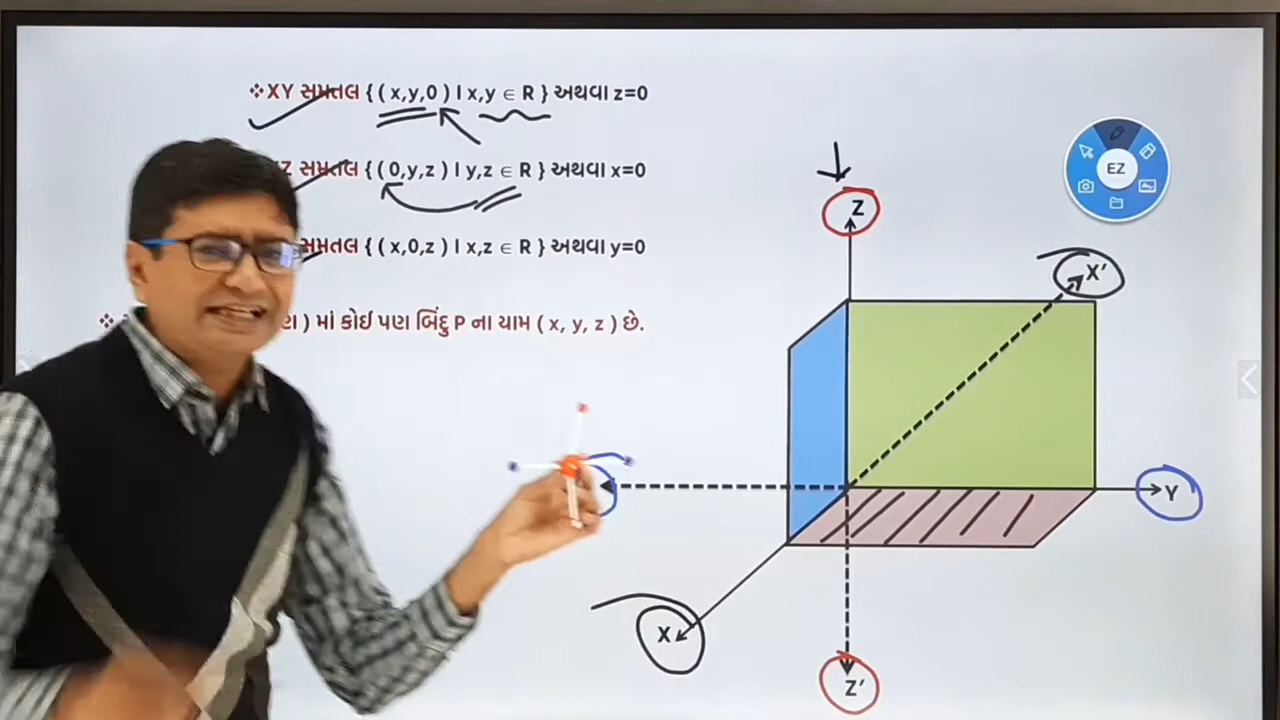 ❖XY સમતલ { ( x,y,0 ) l x,y ∈ R } અથવા z=0
Z સમતલ { ( 0,y,z ) l y,z ∈ R } અથવા x=0
સમતલ { ( x,0,z ) l x,z ∈ R } અથવા y=0
) માં કોઈ પણ બિંદુ P ના યામ ( x, y, z ) છે.
EZ
Z
X'
Y
X
Z'